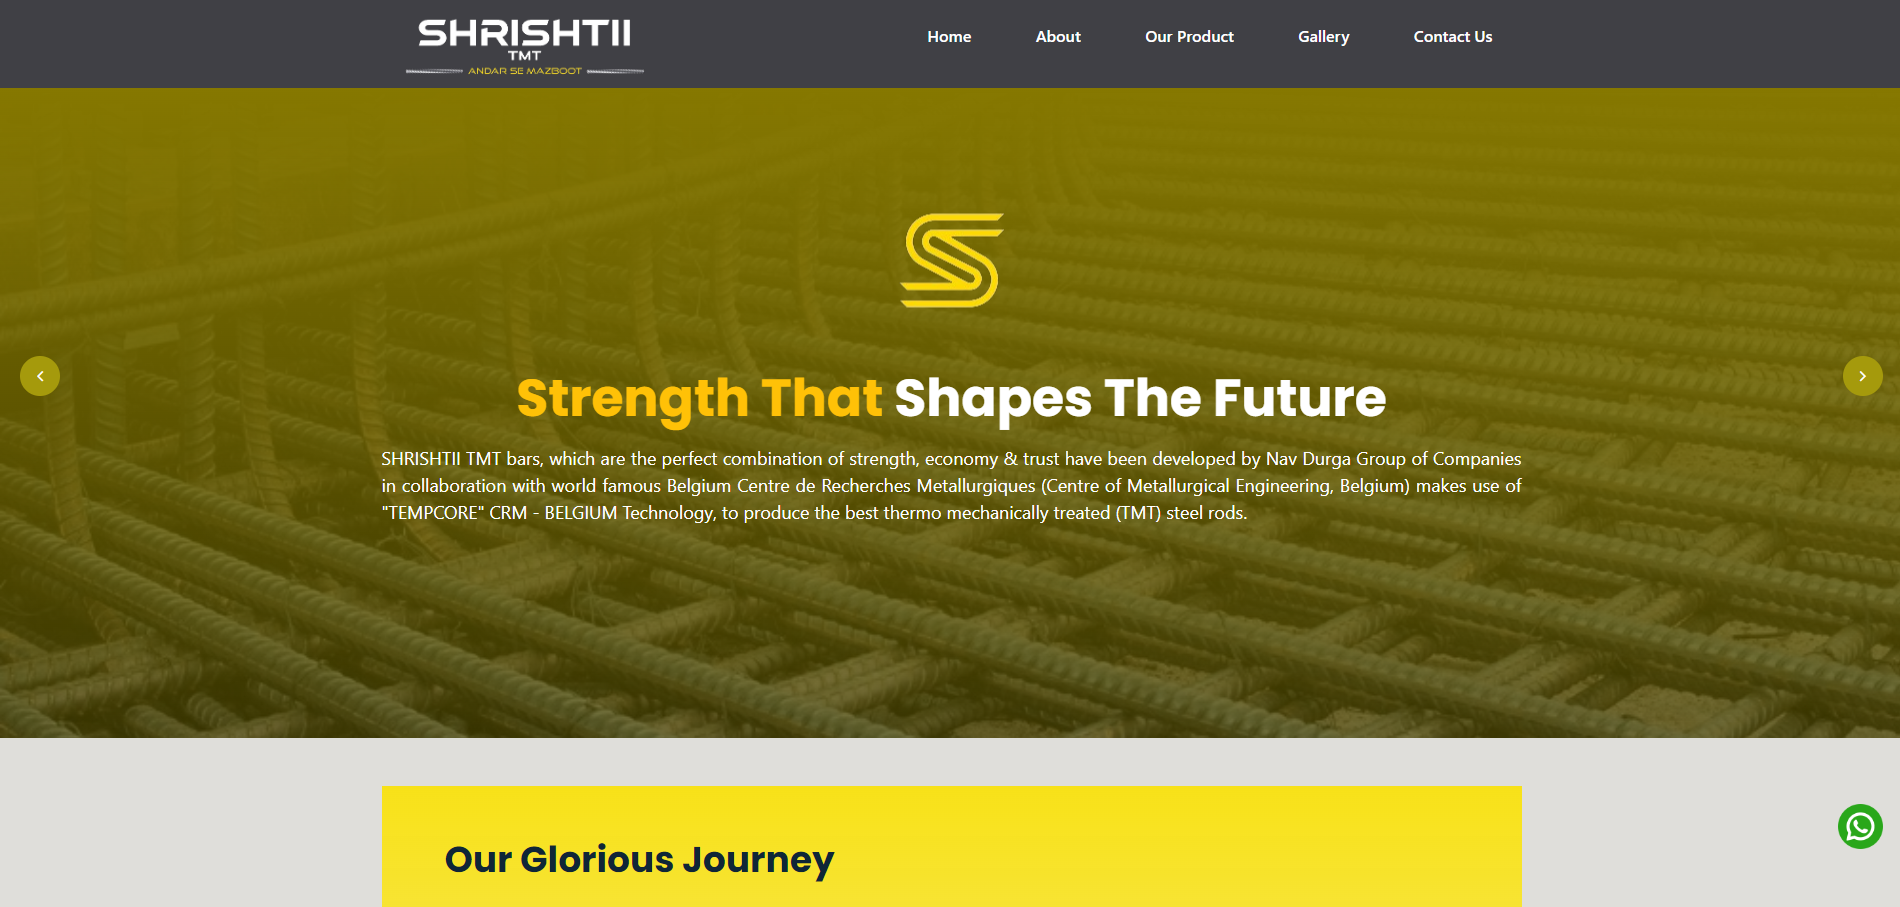 SHRISHTII
TMT
ANDAR SE MAZBOOT
Home
About
Our Product
Gallery
Contact Us
Strength That Shapes The Future
SHRISHTII TMT bars, which are the perfect combination of strength, economy & trust have been developed by Nav Durga Group of Companies
in collaboration with world famous Belgium Centre de Recherches Metallurgiques (Centre of Metallurgical Engineering, Belgium) makes use of
"TEMPCORE" CRM - BELGIUM Technology, to produce the best thermo mechanically treated (TMT) steel rods.
Our Glorious Journey